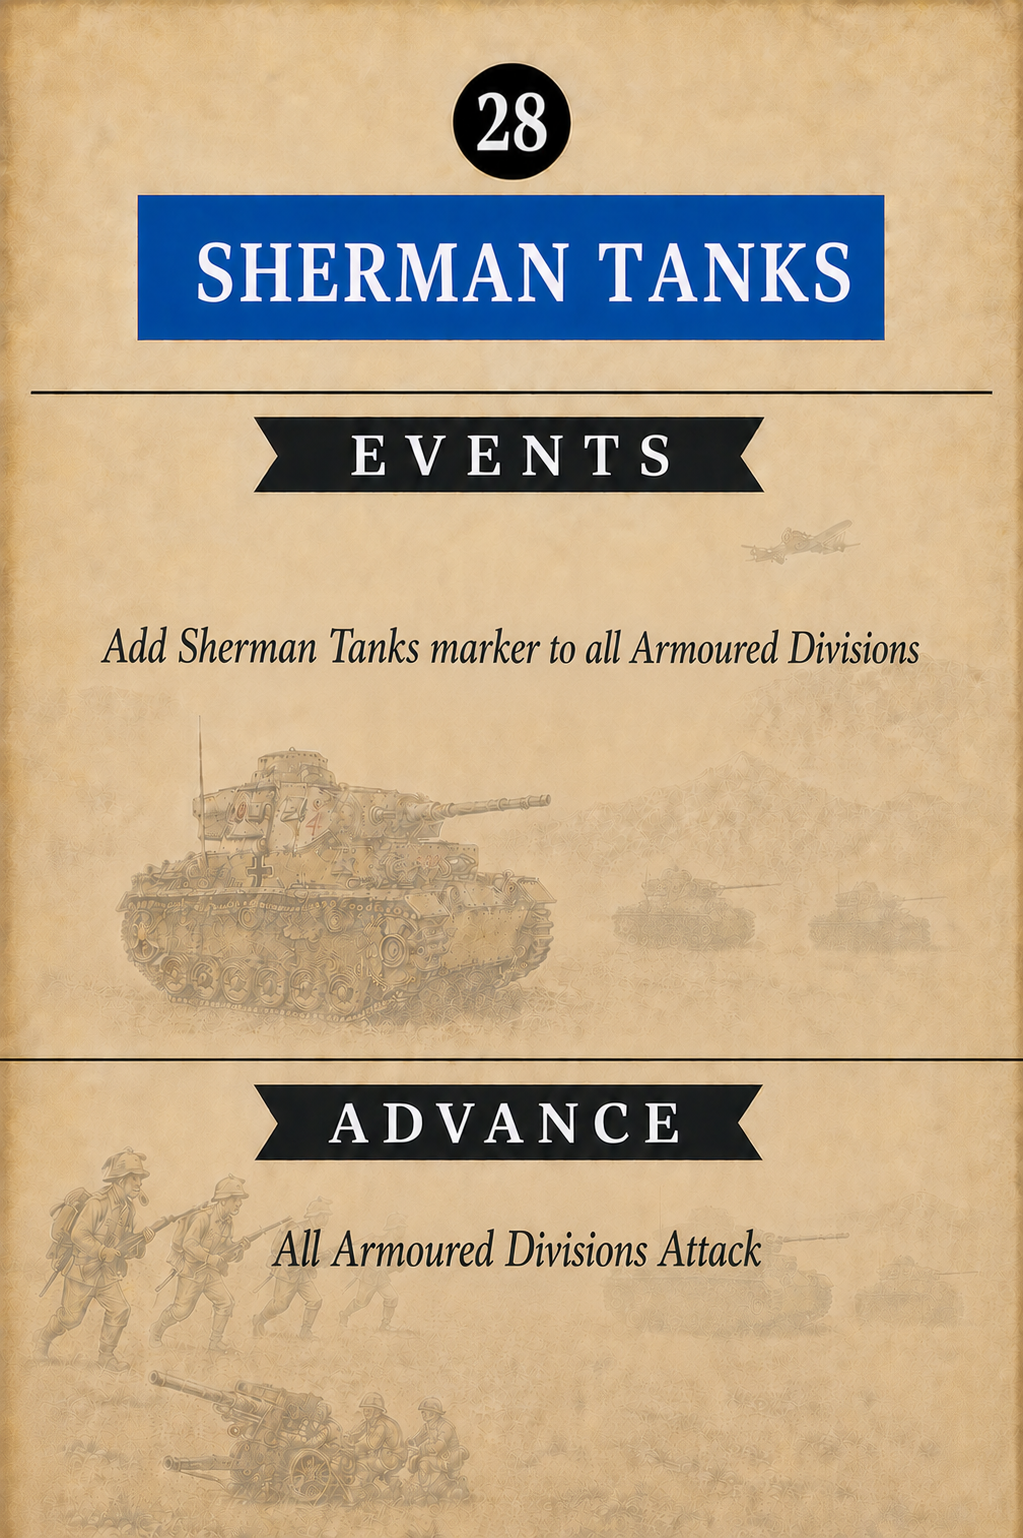 28
SHERMAN TANKS
EVENTS
Add Sherman Tanks marker to all Armoured Divisions
ADVANCE
All Armoured Divisions Attack